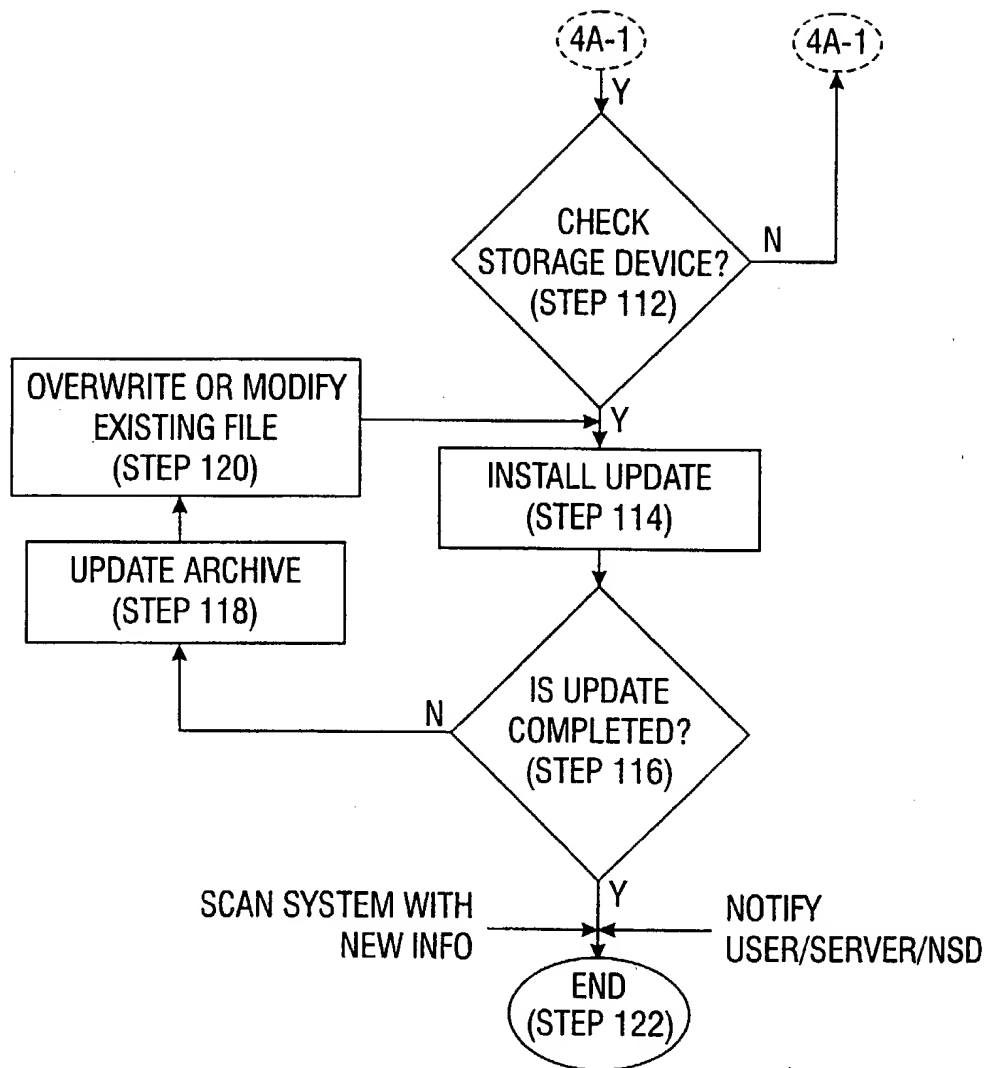 4A-1
4A-1
Y
CHECK
STORAGE DEVICE?
(STEP 112)
N
Y
OVERWRITE OR MODIFY
EXISTING FILE
(STEP 120)
INSTALL UPDATE
(STEP 114)
UPDATE ARCHIVE
(STEP 118)
IS UPDATE
COMPLETED?
(STEP 116)
N
Y
SCAN SYSTEM WITH
NEW INFO
NOTIFY
USER/SERVER/NSD
END
(STEP 122)